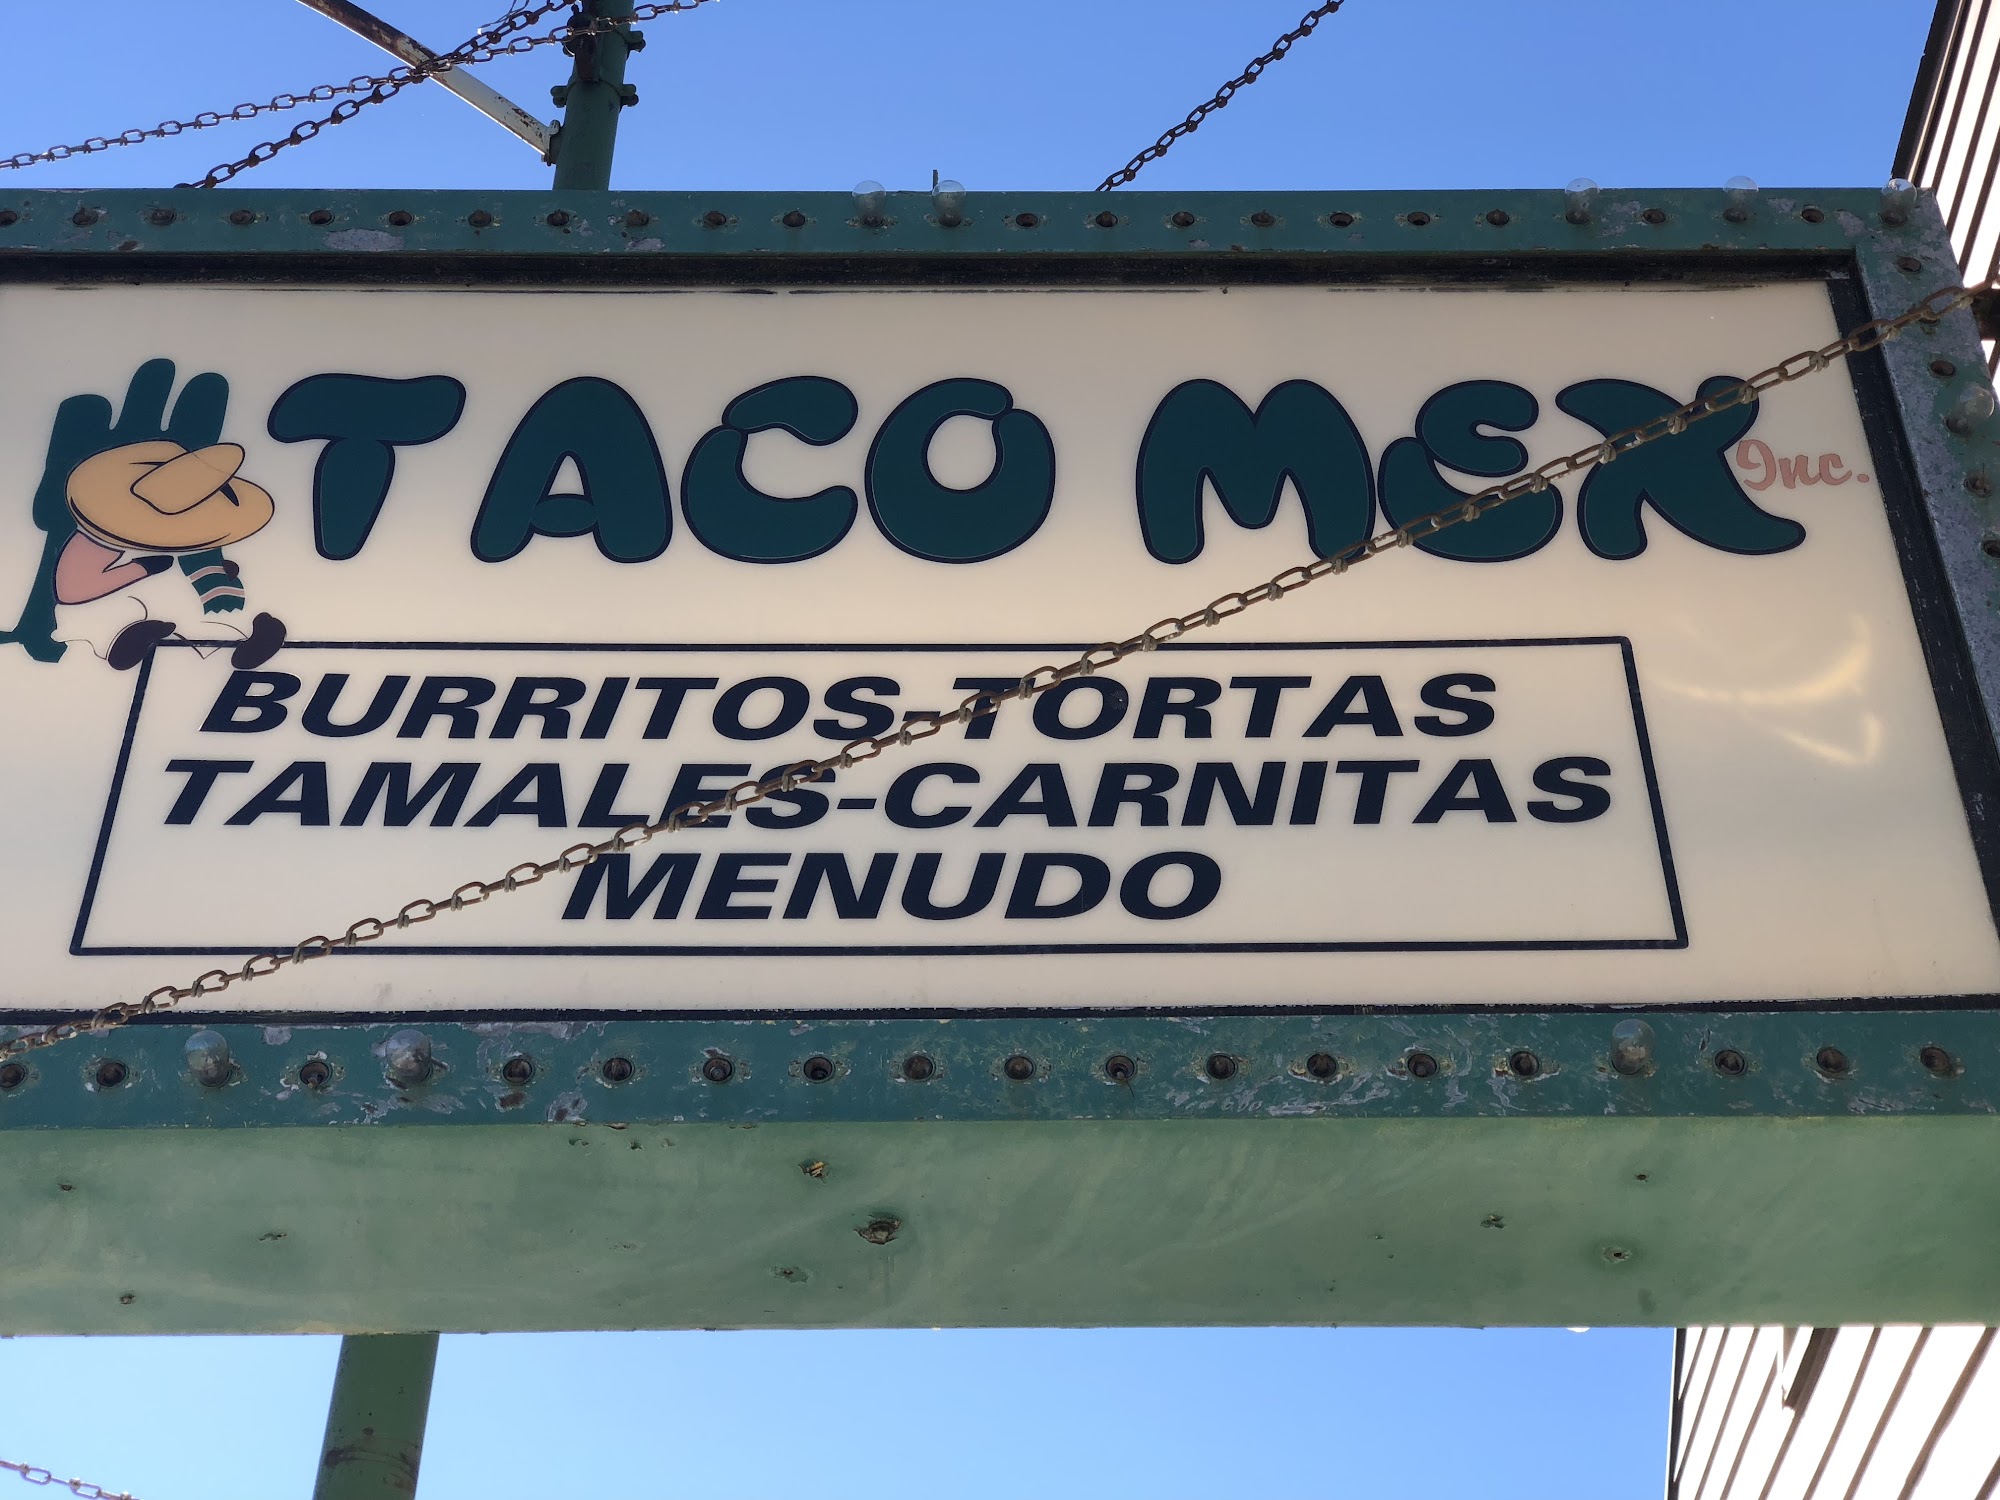 TACO MEX Inc.
BURRITOS-TORTAS
TAMALES-CARNITAS
MENUDO